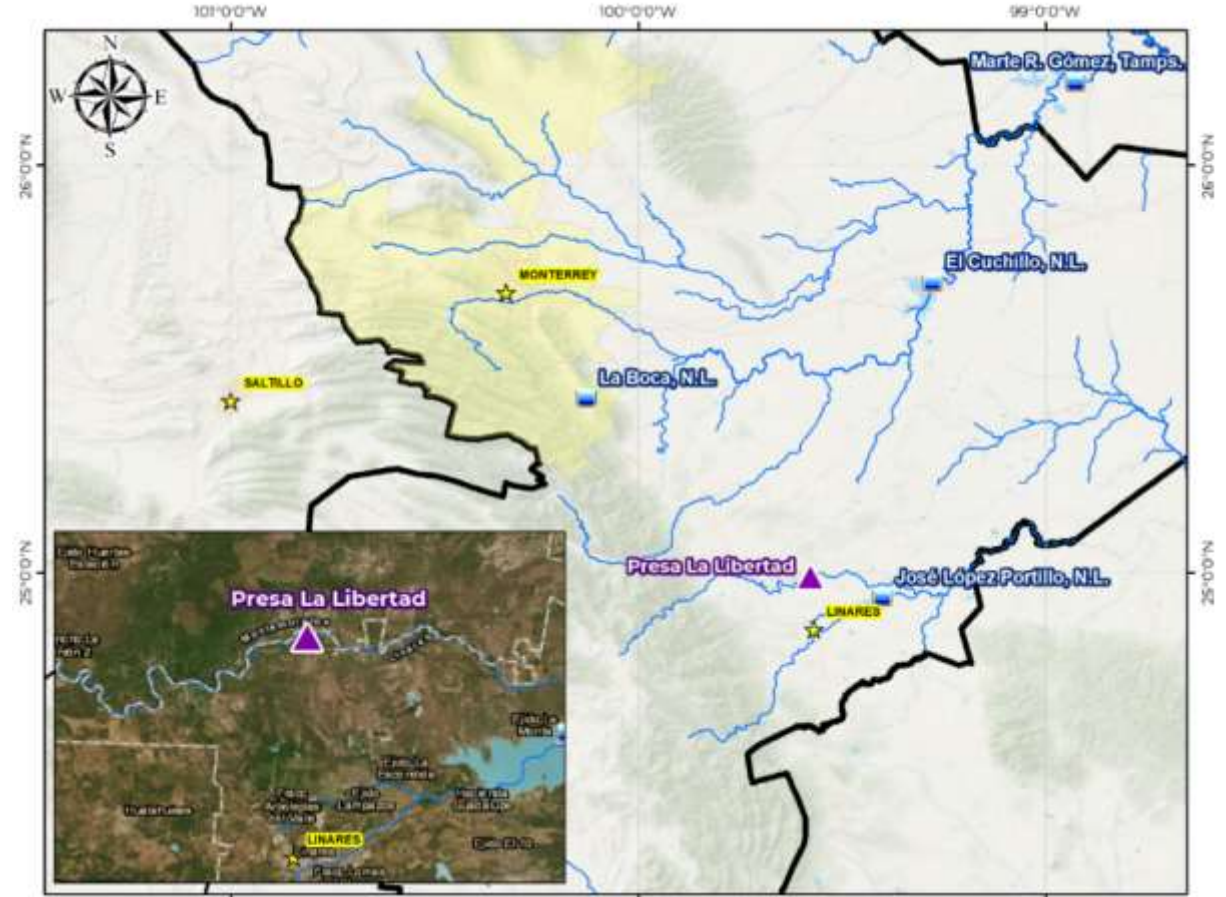 101°0'0"W
100°0'0"W
99°0'0"W
N
W
E
S
Marte R. Gómez, Tamps.
26°0'0"N
26°0'0"N
El Cuchillo, N.L.
MONTERREY
SALTILLO
La Boca, N.L.
25°0'0"N
25°0'0"N
Presa La Libertad
José López Portillo, N.L.
LINARES
Presa La Libertad
Linares
Hualahuises
LINARES